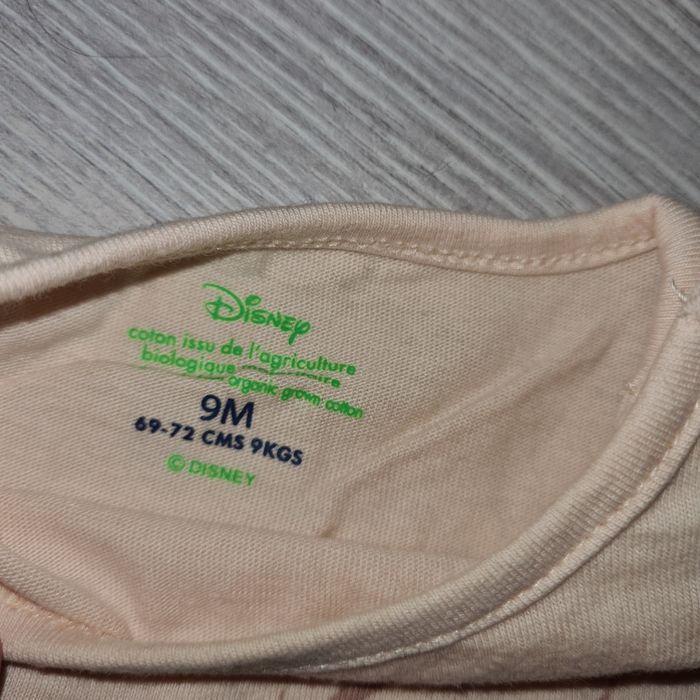 Disney
coton issu de l'agriculture
biologique
organic grown cotton
9M
69-72 CMS 9KGS
© DISNEY